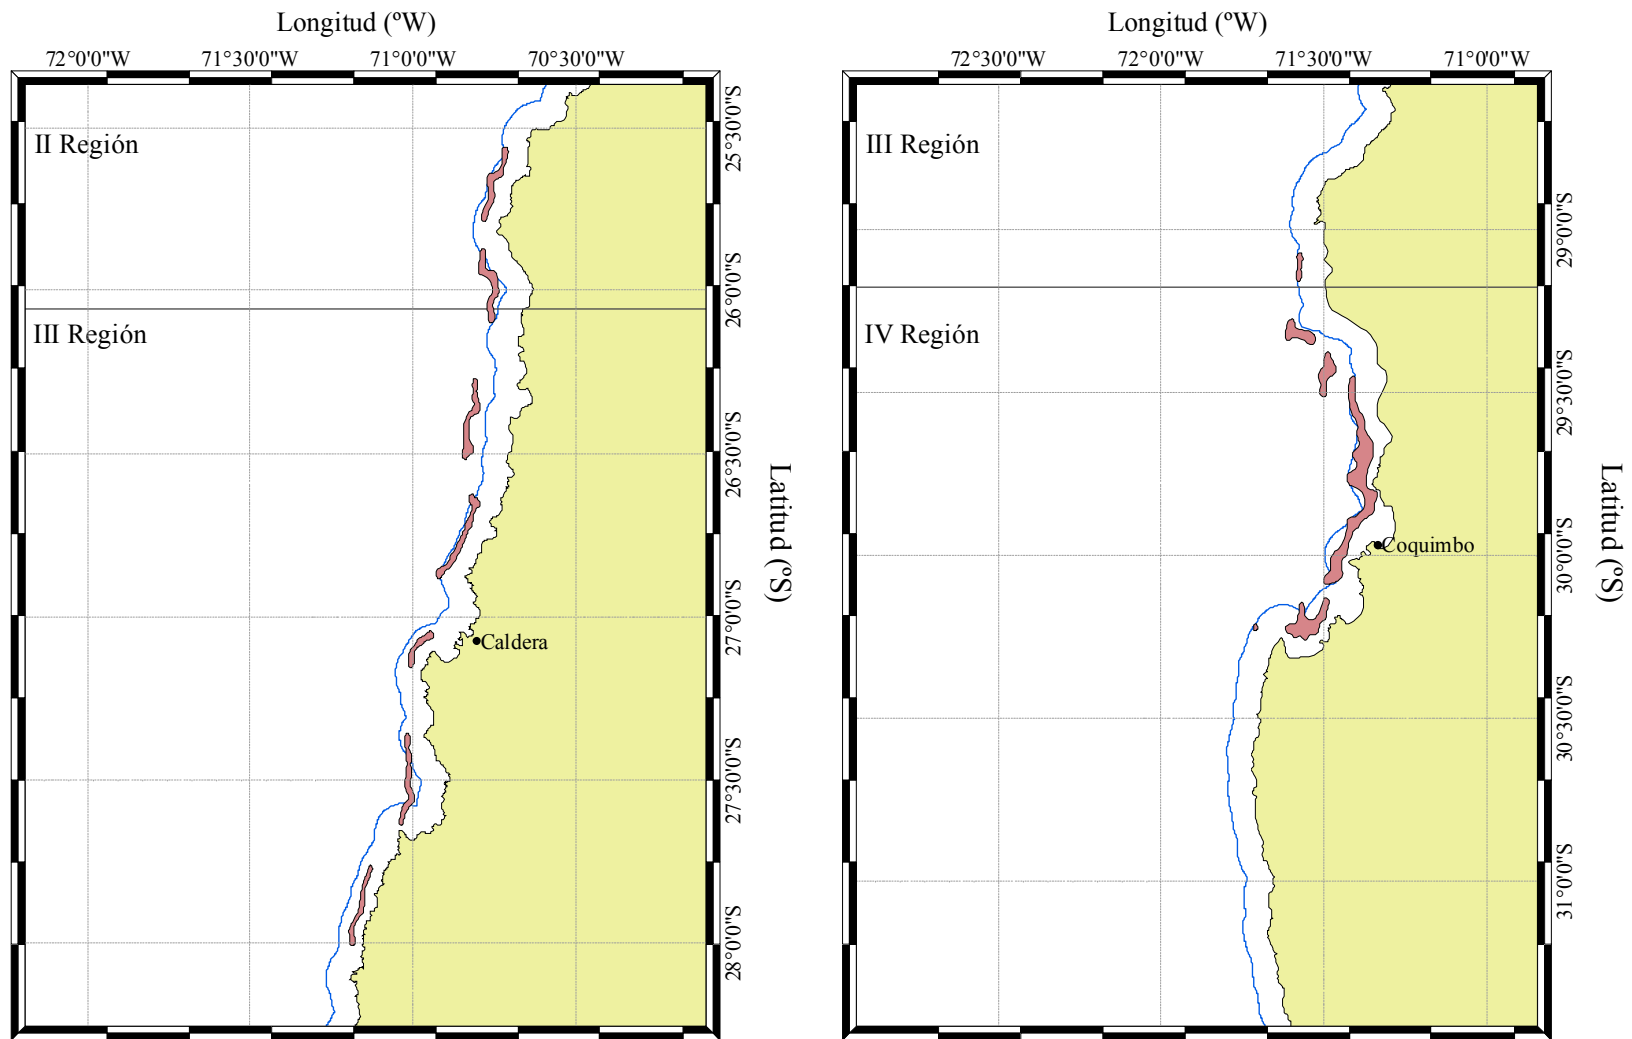 Longitud (ºW)
72°0'0"W 71°30'0"W 71°0'0"W 70°30'0"W
II Región
III Región
Caldera
25°30'0"S
26°0'0"S
26°30'0"S
27°0'0"S
27°30'0"S
28°0'0"S
Latitud (ºS)
Longitud (ºW)
72°30'0"W 72°0'0"W 71°30'0"W 71°0'0"W
III Región
IV Región
Coquimbo
29°0'0"S
29°30'0"S
30°0'0"S
30°30'0"S
31°0'0"S
Latitud (ºS)